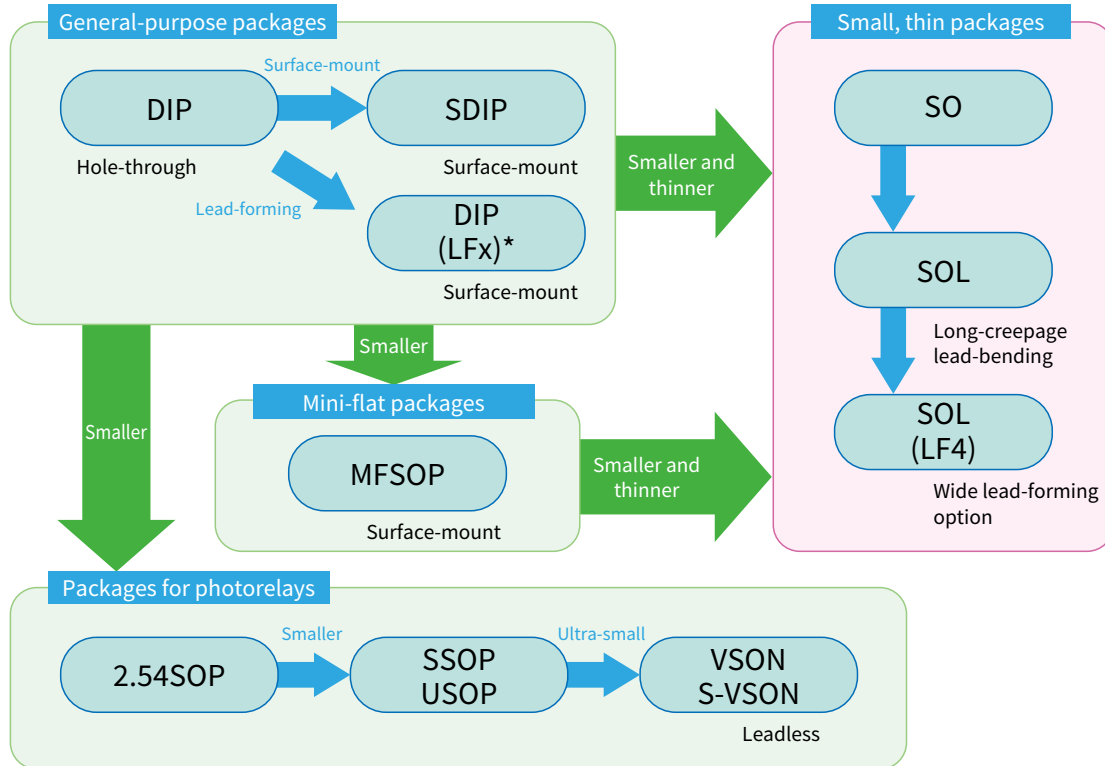 General-purpose packages
Surface-mount
DIP
SDIP
Hole-through
Surface-mount
Lead-forming
DIP
(LFx)*
Surface-mount
Smaller and
thinner
Small, thin packages
SO
SOL
Long-creepage
lead-bending
SOL
(LF4)
Wide lead-forming
option
Smaller
Smaller
Mini-flat packages
MFSOP
Surface-mount
Smaller and
thinner
Packages for photorelays
2.54SOP
Smaller
SSOP
USOP
Ultra-small
VSON
S-VSON
Leadless